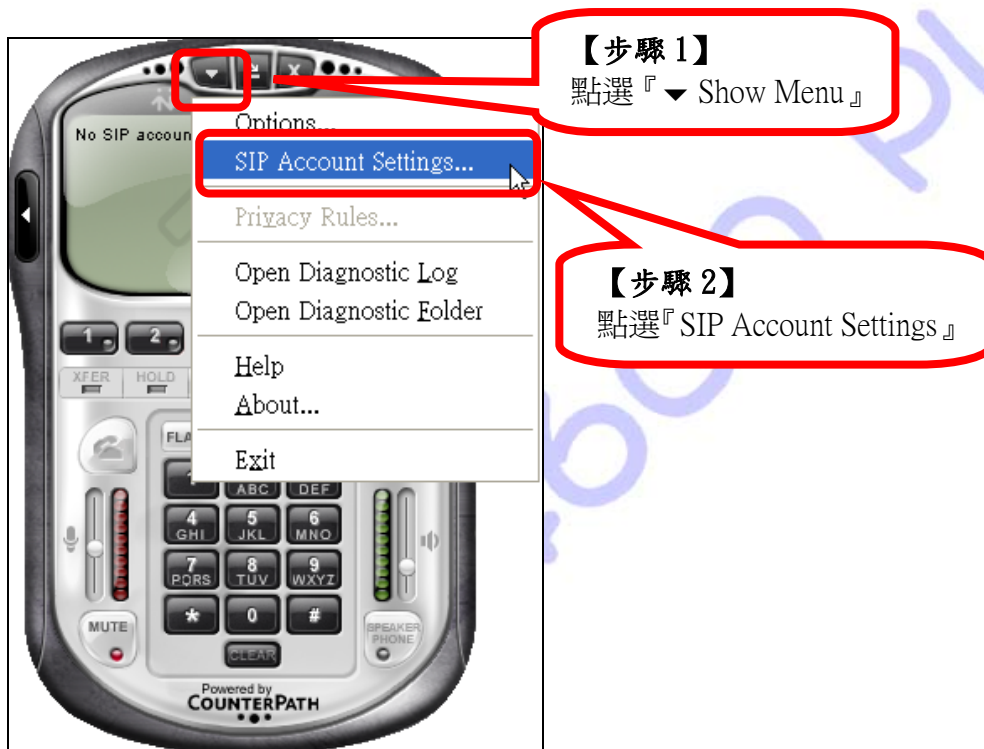 【步驟 1】
點選『 Show Menu』
No SIP accoun
Options...
SIP Account Settings...
Privacy Rules...
【步驟 2】
點選『SIP Account Settings』
Open Diagnostic Log
Open Diagnostic Folder
1 2
Help
XFER HOLD
About...
FLA
Exit
ABC DEF
4 5 6
GHI JKL MNO
7 8 9
PQRS TUV WXYZ
* 0 #
MUTE
SPEAKER
PHONE
CLEAR
Powered by
COUNTERPATH